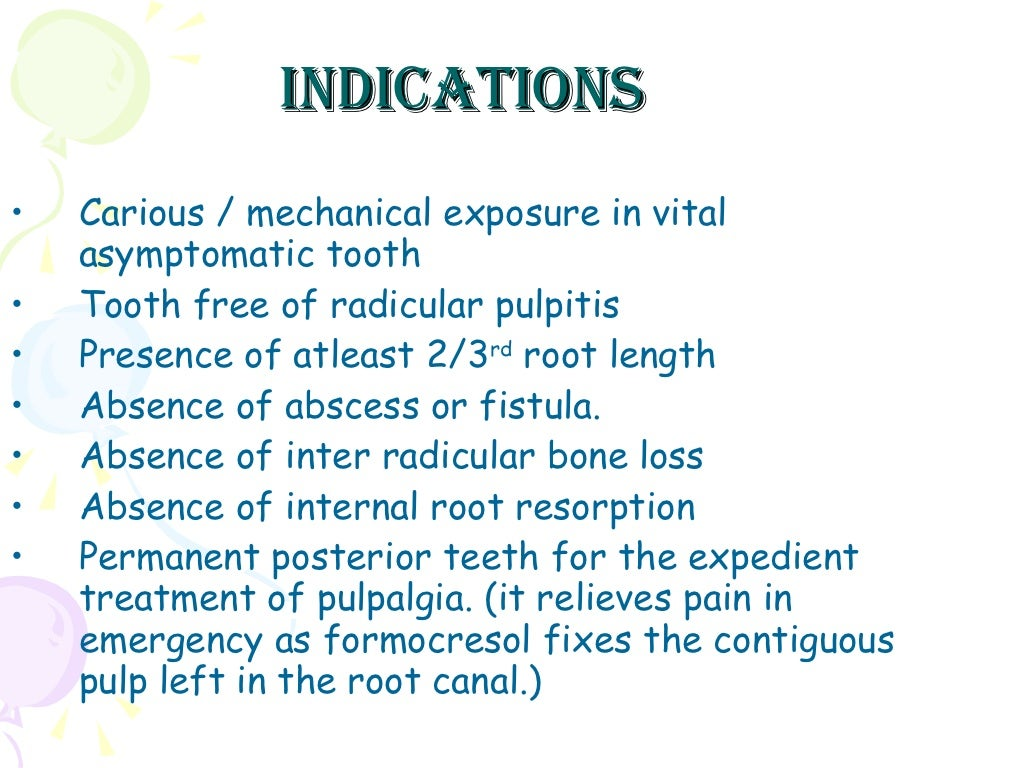 INDICATIONS
• Carious / mechanical exposure in vital
asymptomatic tooth
• Tooth free of radicular pulpitis
• Presence of atleast 2/3rd root length
• Absence of abscess or fistula.
• Absence of inter radicular bone loss
• Absence of internal root resorption
• Permanent posterior teeth for the expedient
treatment of pulpalgia. (it relieves pain in
emergency as formocresol fixes the contiguous
pulp left in the root canal.)